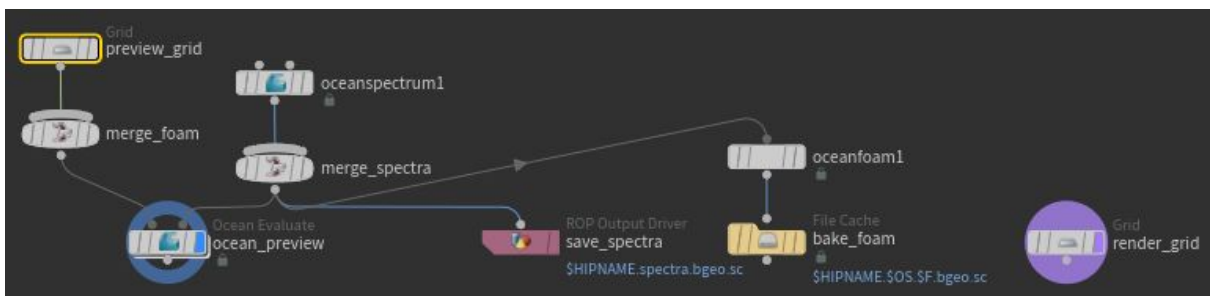 Grid
preview_grid
oceanspectrum1
merge_foam
merge_spectra
oceanfoam1
Ocean Evaluate
ocean_preview
ROP Output Driver
save_spectra
$HIPNAME.spectra.bgeo.sc
File Cache
bake_foam
$HIPNAME.$OS.$F.bgeo.sc
Grid
render_grid